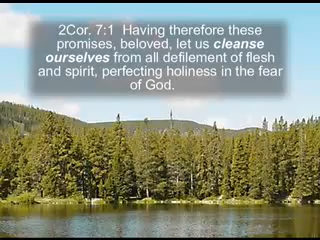 2Cor. 7:1  Having therefore these
promises, beloved, let us cleanse
ourselves from all defilement of flesh
and spirit, perfecting holiness in the fear
of God.